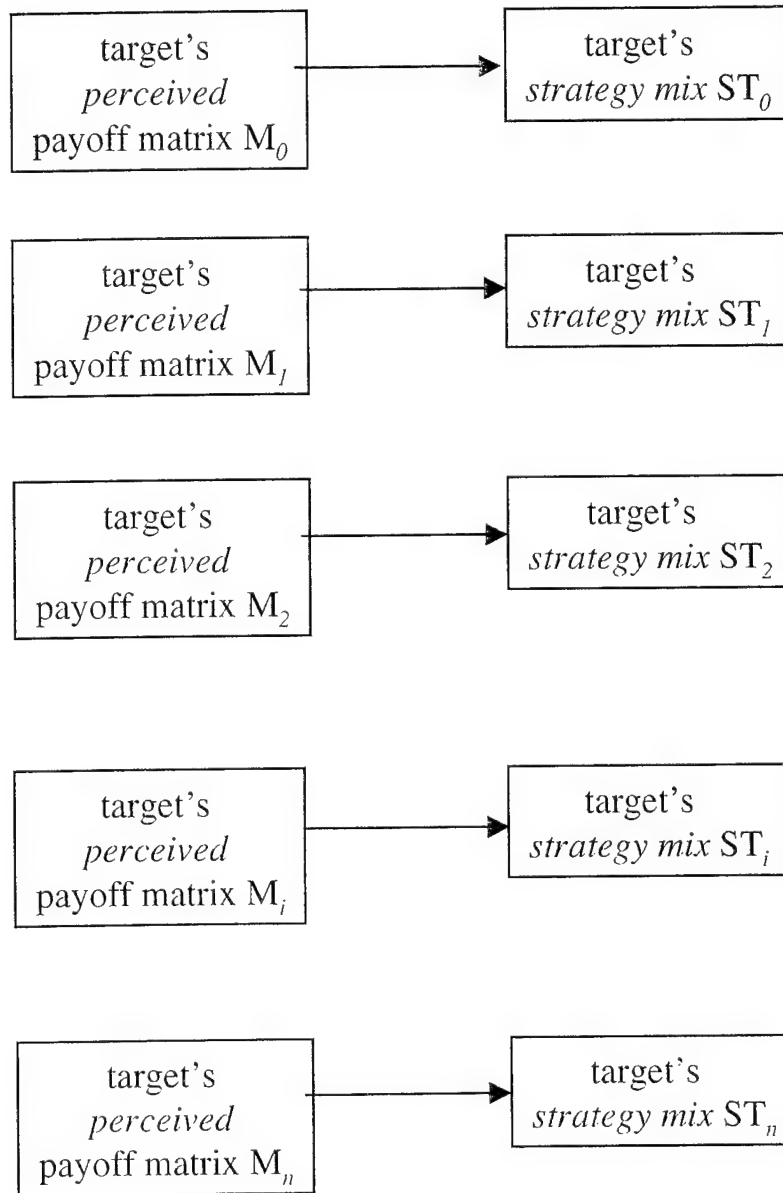 target's
perceived
payoff matrix M₀
target's
strategy mix ST₀
target's
perceived
payoff matrix M₁
target's
strategy mix ST₁
target's
perceived
payoff matrix M₂
target's
strategy mix ST₂
target's
perceived
payoff matrix Mᵢ
target's
strategy mix STᵢ
target's
perceived
payoff matrix Mₙ
target's
strategy mix STₙ